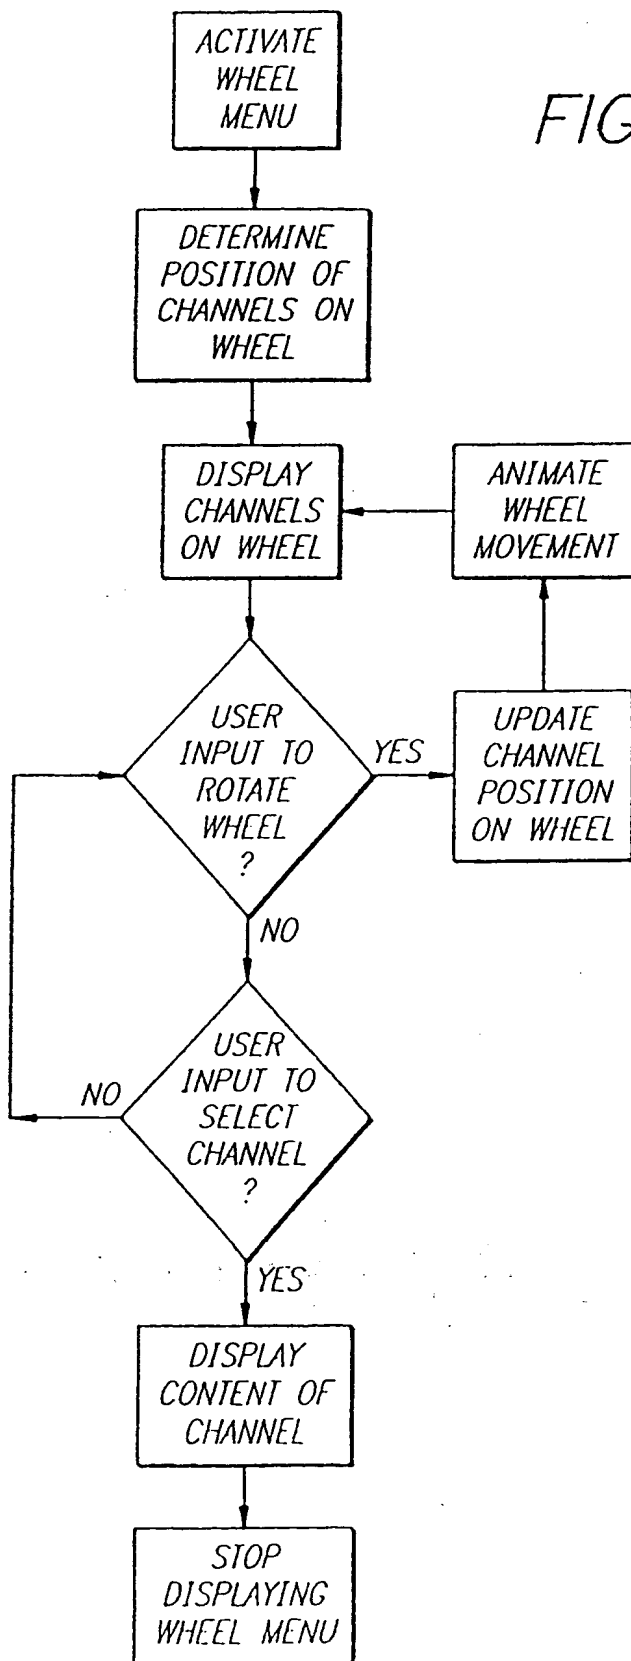 ACTIVATE
WHEEL
MENU
FIG
DETERMINE
POSITION OF
CHANNELS ON
WHEEL
DISPLAY
CHANNELS
ON WHEEL
ANIMATE
WHEEL
MOVEMENT
USER
INPUT TO
ROTATE
WHEEL
?
YES
UPDATE
CHANNEL
POSITION
ON WHEEL
NO
USER
INPUT TO
SELECT
CHANNEL
?
NO
YES
DISPLAY
CONTENT OF
CHANNEL
STOP
DISPLAYING
WHEEL MENU